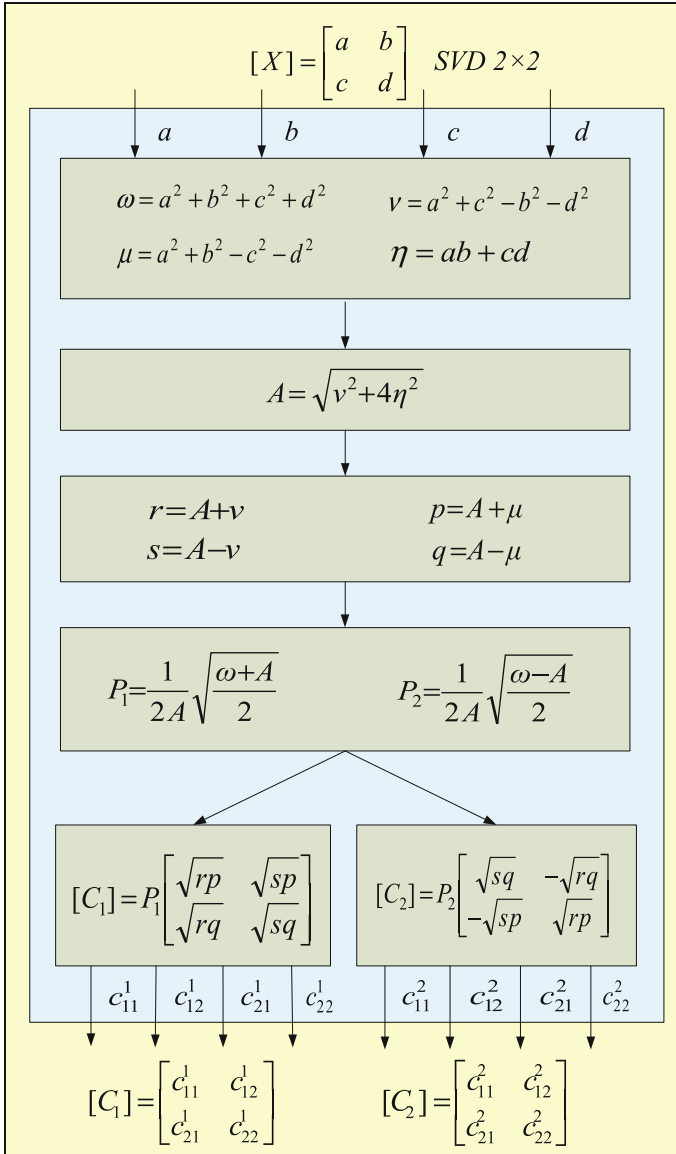 [X] = [a b; c d] SVD 2×2
a b c d
ω = a² + b² + c² + d² ν = a² + c² − b² − d²
μ = a² + b² − c² − d² η = ab + cd
A = √(ν² + 4η²)
r = A + ν p = A + μ
s = A − ν q = A − μ
P₁ = 1/(2A) √((ω + A)/2) P₂ = 1/(2A) √((ω − A)/2)
[C₁] = P₁ [√rp √sp; √rq √sq] [C₂] = P₂ [√sq −√rq; −√sp √rp]
c¹₁₁ c¹₁₂ c¹₂₁ c¹₂₂ c²₁₁ c²₁₂ c²₂₁ c²₂₂
[C₁] = [c¹₁₁ c¹₁₂; c¹₂₁ c¹₂₂] [C₂] = [c²₁₁ c²₁₂; c²₂₁ c²₂₂]